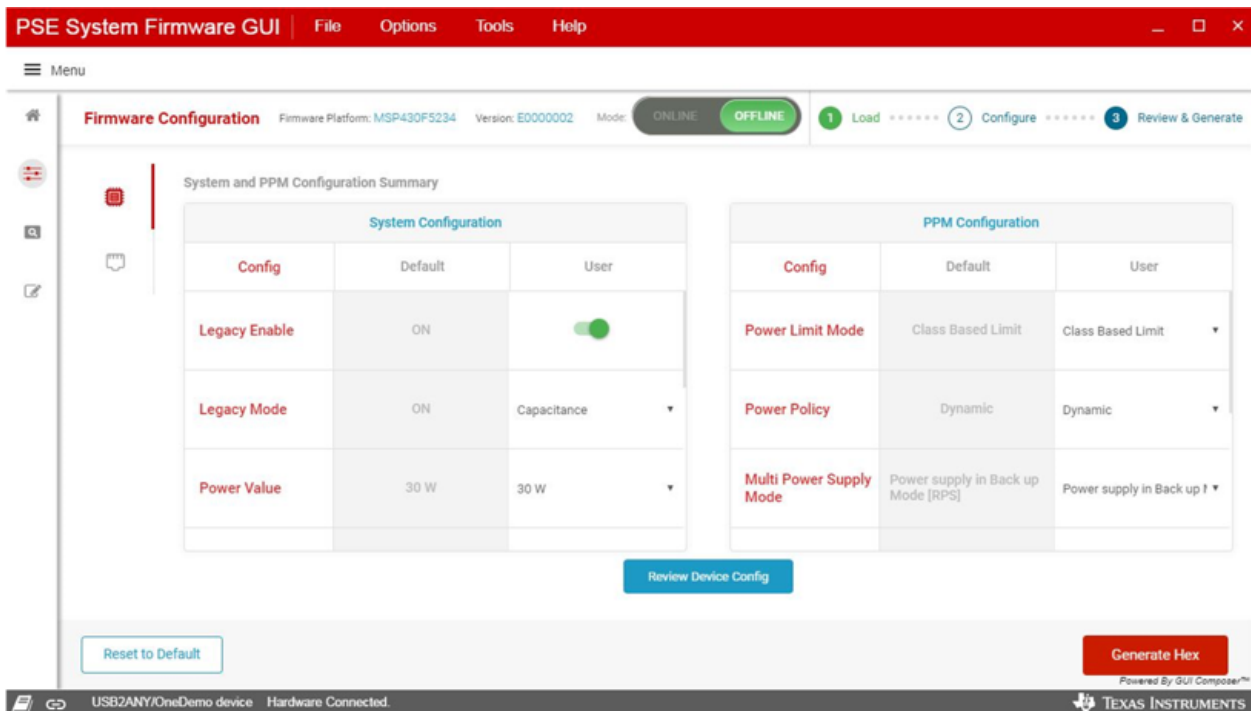 PSE System Firmware GUI | File Options Tools Help
Menu
Firmware Configuration Firmware Platform: MSP430F5234 Version: E0000002 Mode: ONLINE OFFLINE 1 Load 2 Configure 3 Review & Generate
System and PPM Configuration Summary
System Configuration PPM Configuration
Config Default User Config Default User
Legacy Enable ON Power Limit Mode Class Based Limit Class Based Limit
Legacy Mode ON Capacitance Power Policy Dynamic Dynamic
Power Value 30 W 30 W Multi Power Supply Mode Power supply in Back up Mode [RPS] Power supply in Back up
Review Device Config
Reset to Default Generate Hex
Powered By GUI Composer™
USB2ANY/OneDemo device Hardware Connected. TEXAS INSTRUMENTS